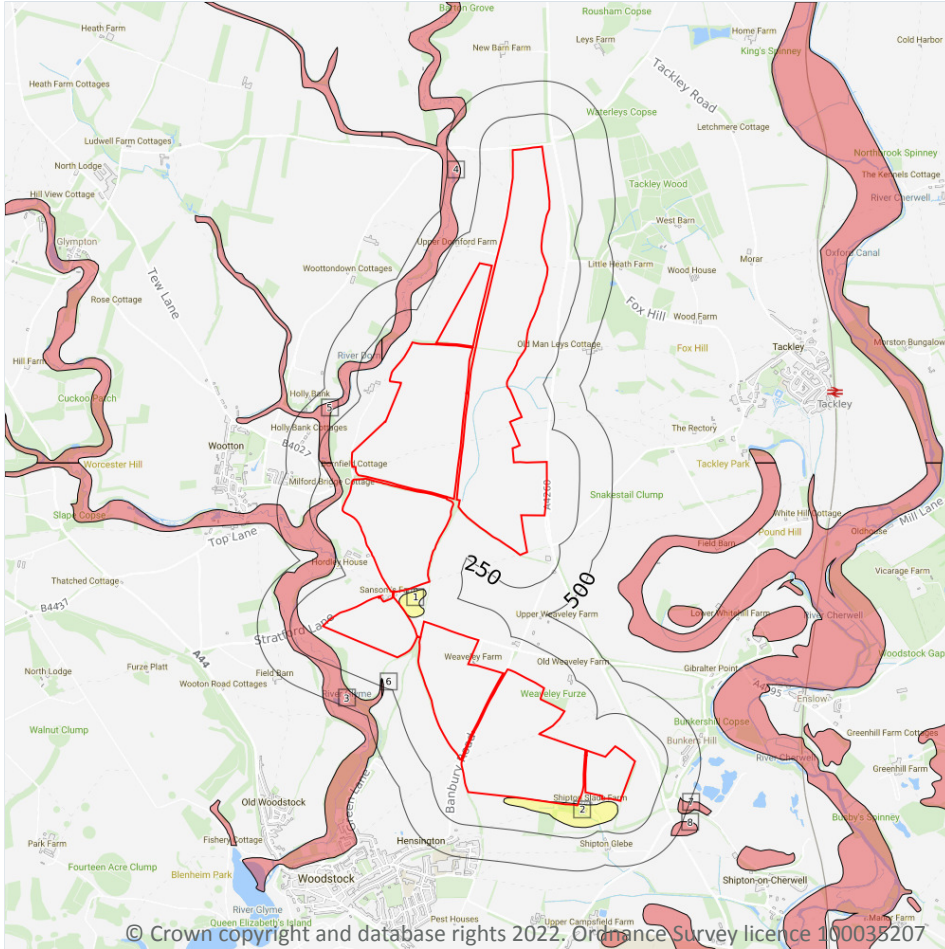 Barton Grove
Rousham Copse
Heath Farm
Home Farm
Leys Farm
Cold Harbor
New Barn Farm
King's Spinney
Tackley Road
Heath Farm Cottages
Waterleys Copse
Letchmere Cottage
Ludwell Farm Cottages
Northbrook Spinney
North Lodge
4
The Kennels Cottage
Tackley Wood
River Cherwell
Hill View Cottage
West Barn
Glympton
Upper Dornford Farm
Oxford Canal
Morar
Woottondown Cottages
Little Heath Farm
Wood House
Tew Lane
Rose Cottage
Fox Hill
Wood Farm
Morston Bungalow
Old Man Leys Cottage
Fox Hill
Tackley
River Dorn
Hill Farm
Holly Bank
Cuckoo Patch
5
Tackley
Holly Bank Cottages
The Rectory
Wootton
B4027
Worcester Hill
Dornfield Cottage
Tackley Park
Milford Bridge Cottage
Snakestail Clump
A4260
Slape Copse
White Hill Cottage
Mill Lane
Top Lane
Pound Hill
Oldhouse
Field Barn
Hordley House
250
Vicarage Farm
Thatched Cottage
500
Sansom's Farm
1
B4437
Upper Weaveley Farm
Lower Whitehill Farm
River Cherwell
Stratford Lane
Woodstock Gap
A44
Weaveley Farm
Old Weaveley Farm
North Lodge
Furze Platt
Field Barn
Gibralter Point
Wooton Road Cottages
6
A4095
River Glyme
3
Weaveley Furze
Enslow
Bunkershill Copse
Walnut Clump
Greenhill Farm Cottages
Bunkers Hill
River Cherwell
Banbury Road
Greenhill Farm
Green Lane
Shipton Slade Farm
7
Old Woodstock
2
8
Busby's Spinney
Park Farm
Fishery Cottage
Hensington
Shipton Glebe
Fourteen Acre Clump
Blenheim Park
Woodstock
Shipton-on-Cherwell
River Glyme
Queen Elizabeth's Island
Pest Houses
Upper Campsfield Farm
Manor Farm
© Crown copyright and database rights 2022, Ordnance Survey licence 100035207